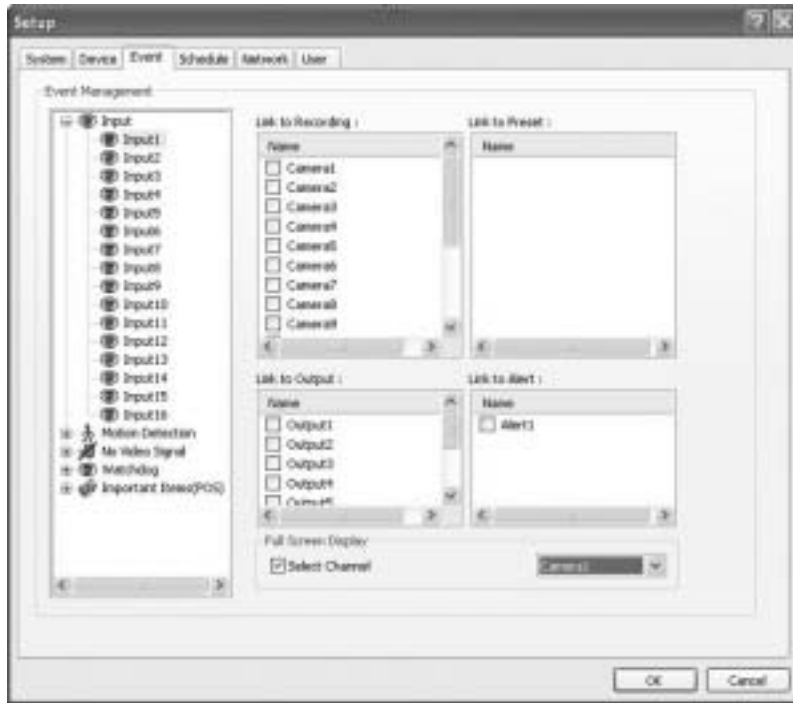 Setup
System Device Event Schedule Network User
Event Management
Input
Input1
Input2
Input3
Input4
Input5
Input6
Input7
Input8
Input9
Input10
Input11
Input12
Input13
Input14
Input15
Input16
Motion Detection
No Video Signal
Watchdog
Important Items(POS)
Link to Recording :
Name
Camera1
Camera2
Camera3
Camera4
Camera5
Camera6
Camera7
Camera8
Camera9
Link to Preset :
Name
Link to Output :
Name
Output1
Output2
Output3
Output4
Output5
Link to Alert :
Name
Alert1
Full Screen Display
Select Channel
Camera1
OK Cancel